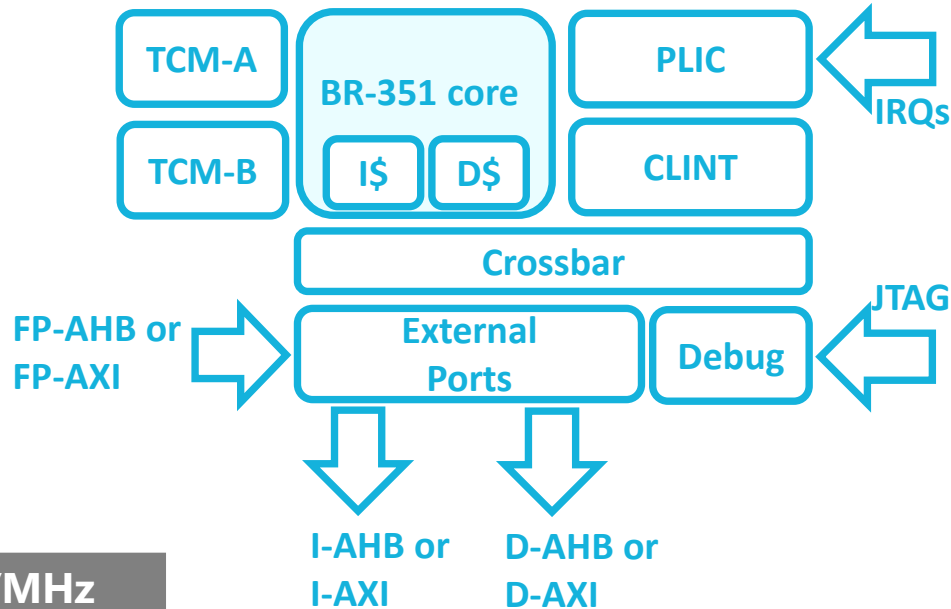 TCM-A
BR-351 core
PLIC
IRQs
TCM-B
I$
D$
CLINT
Crossbar
JTAG
FP-AHB or
FP-AXI
External
Ports
Debug
I-AHB or
I-AXI
D-AHB or
D-AXI
/MHz